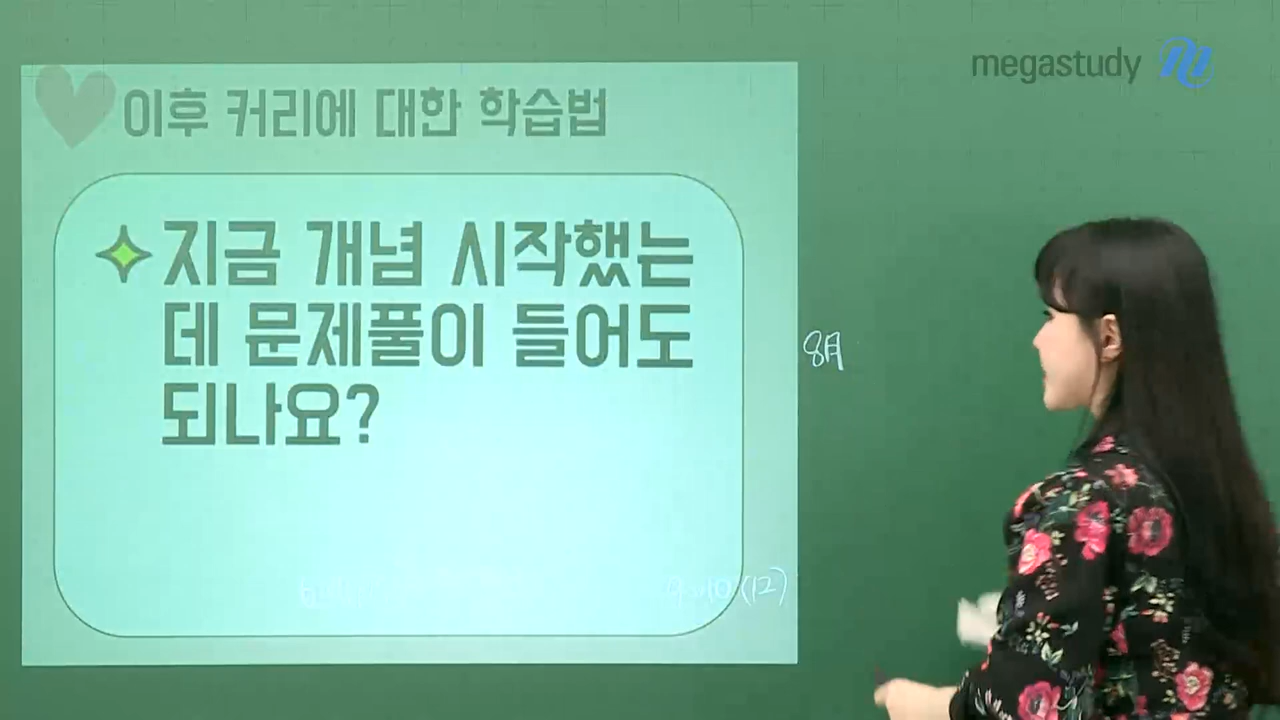 megastudy
이후 커리에 대한 학습법
지금 개념 시작했는
데 문제풀이 들어도
되나요?
8月
(12)